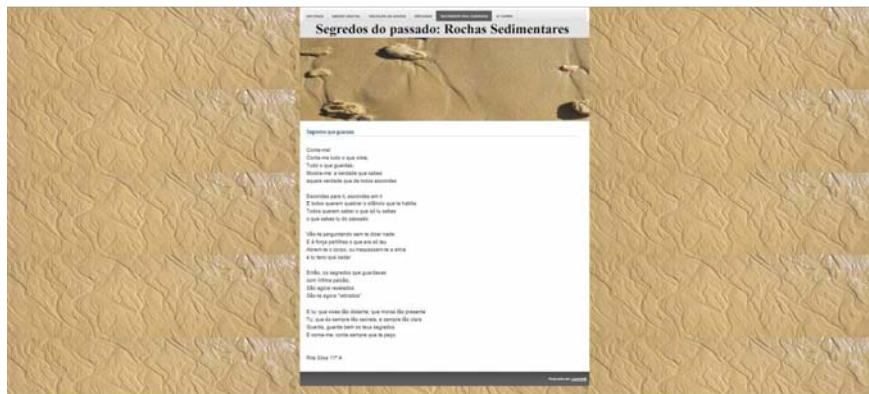 Segredos do passado: Rochas Sedimentares
Segredos que guardas
Conta-me!
Conta-me tudo o que viste,
Tudo o que guardas,
Mostra-me a verdade que sabes
aquela verdade que de todos escondes
Escondes para ti, escondes em ti
E todos querem quebrar o silêncio que te habita
Todos querem saber o que só tu sabes
o que sabes tu do passado
Vão-te perguntando sem te dizer nada
E à força partilhas o que era só teu
Abrem-te o corpo, ou trespassam-te a alma
e tu tens que ceder
Então, os segredos que guardavas
com ínfima paixão,
São agora revelados
São-te agora "retirados"
E tu que vives tão distante, que moras tão presente
Tu, que és sempre tão secreta, e sempre tão clara
Guarda, guarda bem os teus segredos
E conta-me, conta sempre que te peço
Rita Silva 11º A